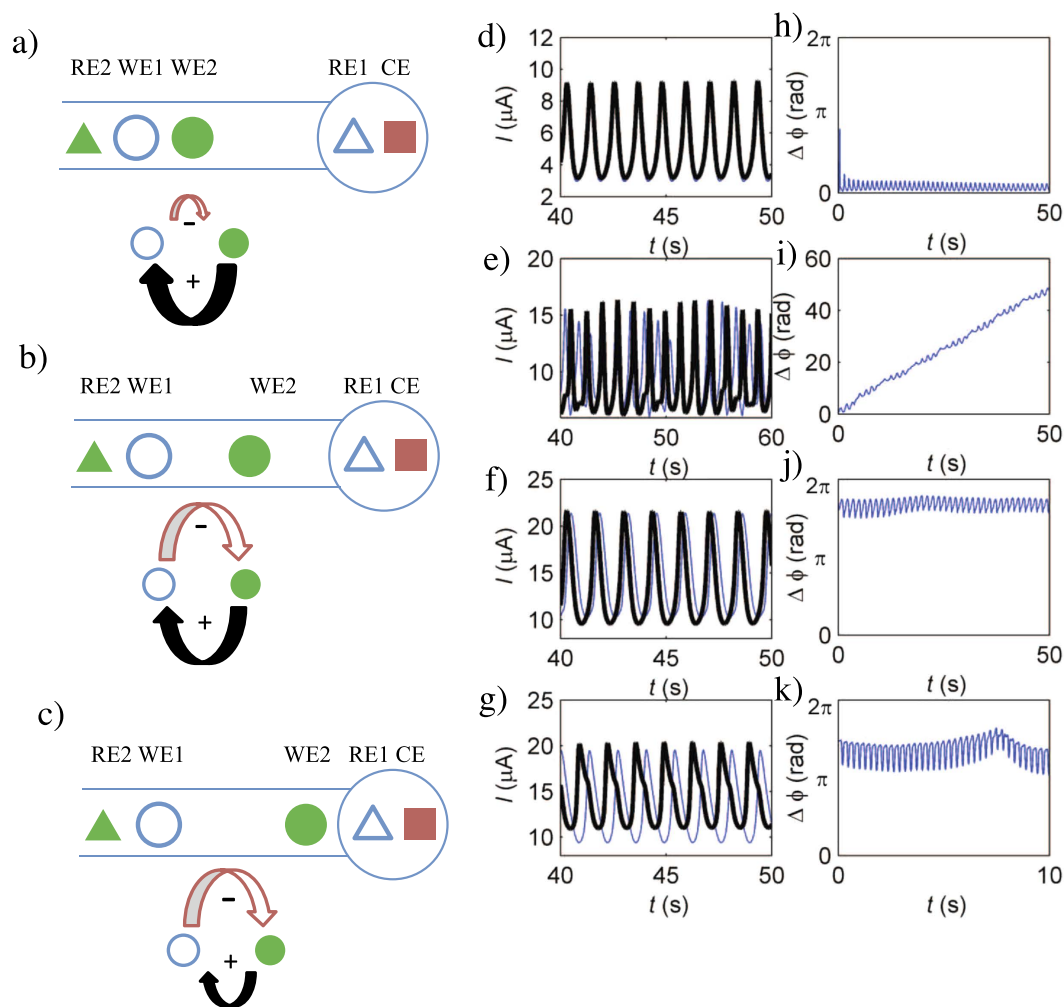 a)
RE2 WE1 WE2
RE1 CE
-
+
b)
RE2 WE1
WE2
RE1 CE
-
+
c)
RE2 WE1
WE2
RE1 CE
-
+
d)
12
10
8
6
4
2
I (μA)
40
45
50
t (s)
h)
2π
π
0
Δ ϕ (rad)
0
50
t (s)
e)
20
15
10
I (μA)
40
45
50
60
t (s)
i)
60
40
20
0
Δ ϕ (rad)
0
50
t (s)
f)
25
20
15
10
I (μA)
40
45
50
t (s)
j)
2π
π
0
Δ ϕ (rad)
0
50
t (s)
g)
25
20
15
10
I (μA)
40
45
50
t (s)
k)
2π
π
0
Δ ϕ (rad)
0
10
t (s)